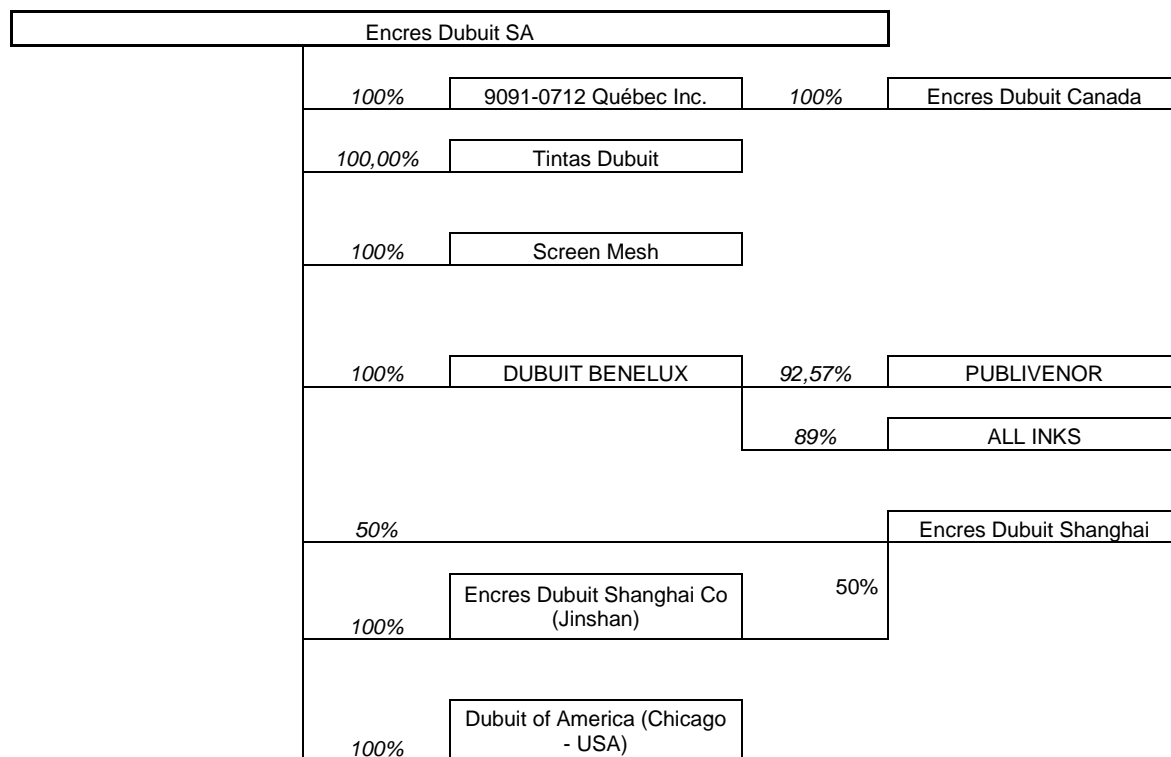 Encres Dubuit SA
100% 9091-0712 Québec Inc. 100% Encres Dubuit Canada
100,00% Tintas Dubuit
100% Screen Mesh
100% DUBUIT BENELUX 92,57% PUBLIVENOR
89% ALL INKS
50% Encres Dubuit Shanghai
Encres Dubuit Shanghai Co
(Jinshan)
50%
100%
Dubuit of America (Chicago
- USA)
100%